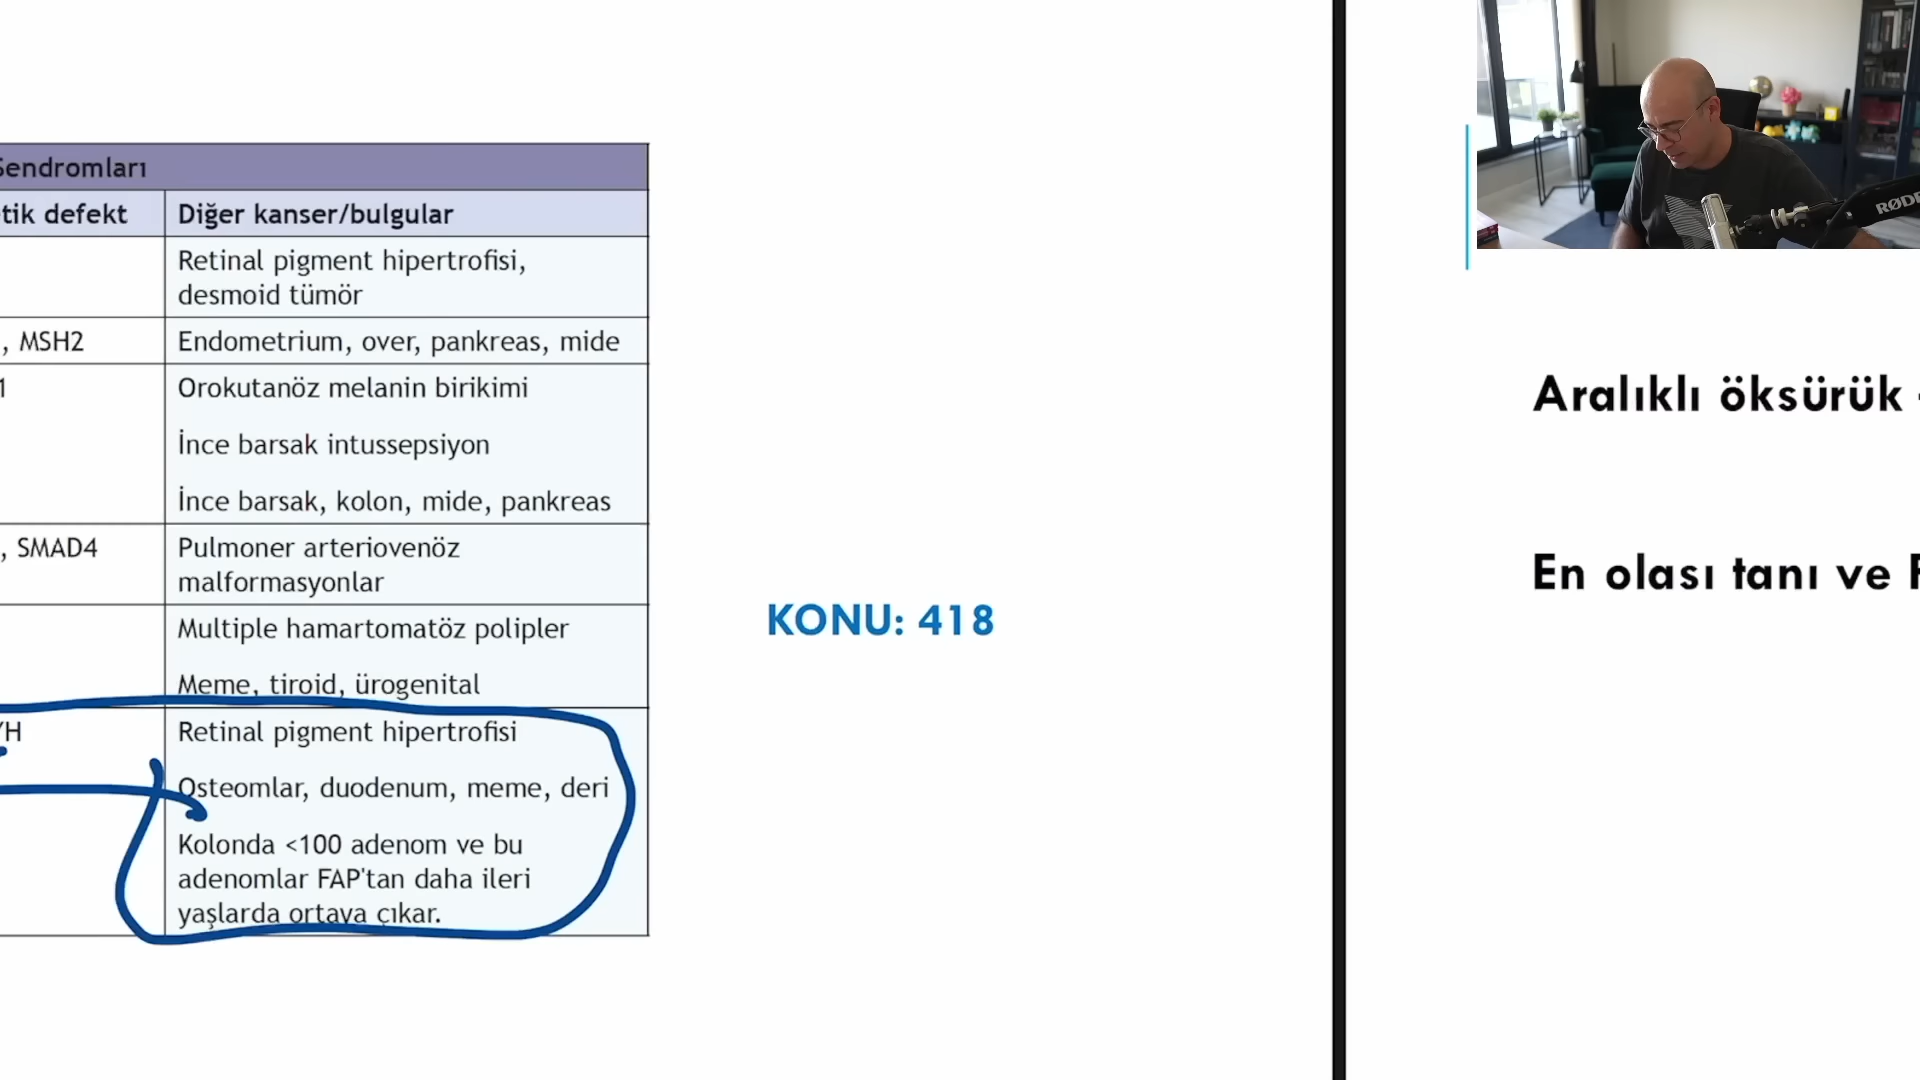 Sendromları
tik defekt Diğer kanser/bulgular
Retinal pigment hipertrofisi,
desmoid tümör
, MSH2 Endometrium, over, pankreas, mide
1 Orokutanöz melanin birikimi
İnce barsak intussepsiyon
İnce barsak, kolon, mide, pankreas
, SMAD4 Pulmoner arteriovenöz
malformasyonlar
Multiple hamartomatöz polipler
Meme, tiroid, ürogenital
YH Retinal pigment hipertrofisi
Osteomlar, duodenum, meme, deri
Kolonda <100 adenom ve bu
adenomlar FAP'tan daha ileri
yaşlarda ortaya çıkar.
KONU: 418
RØDE
Aralıklı öksürük
En olası tanı ve